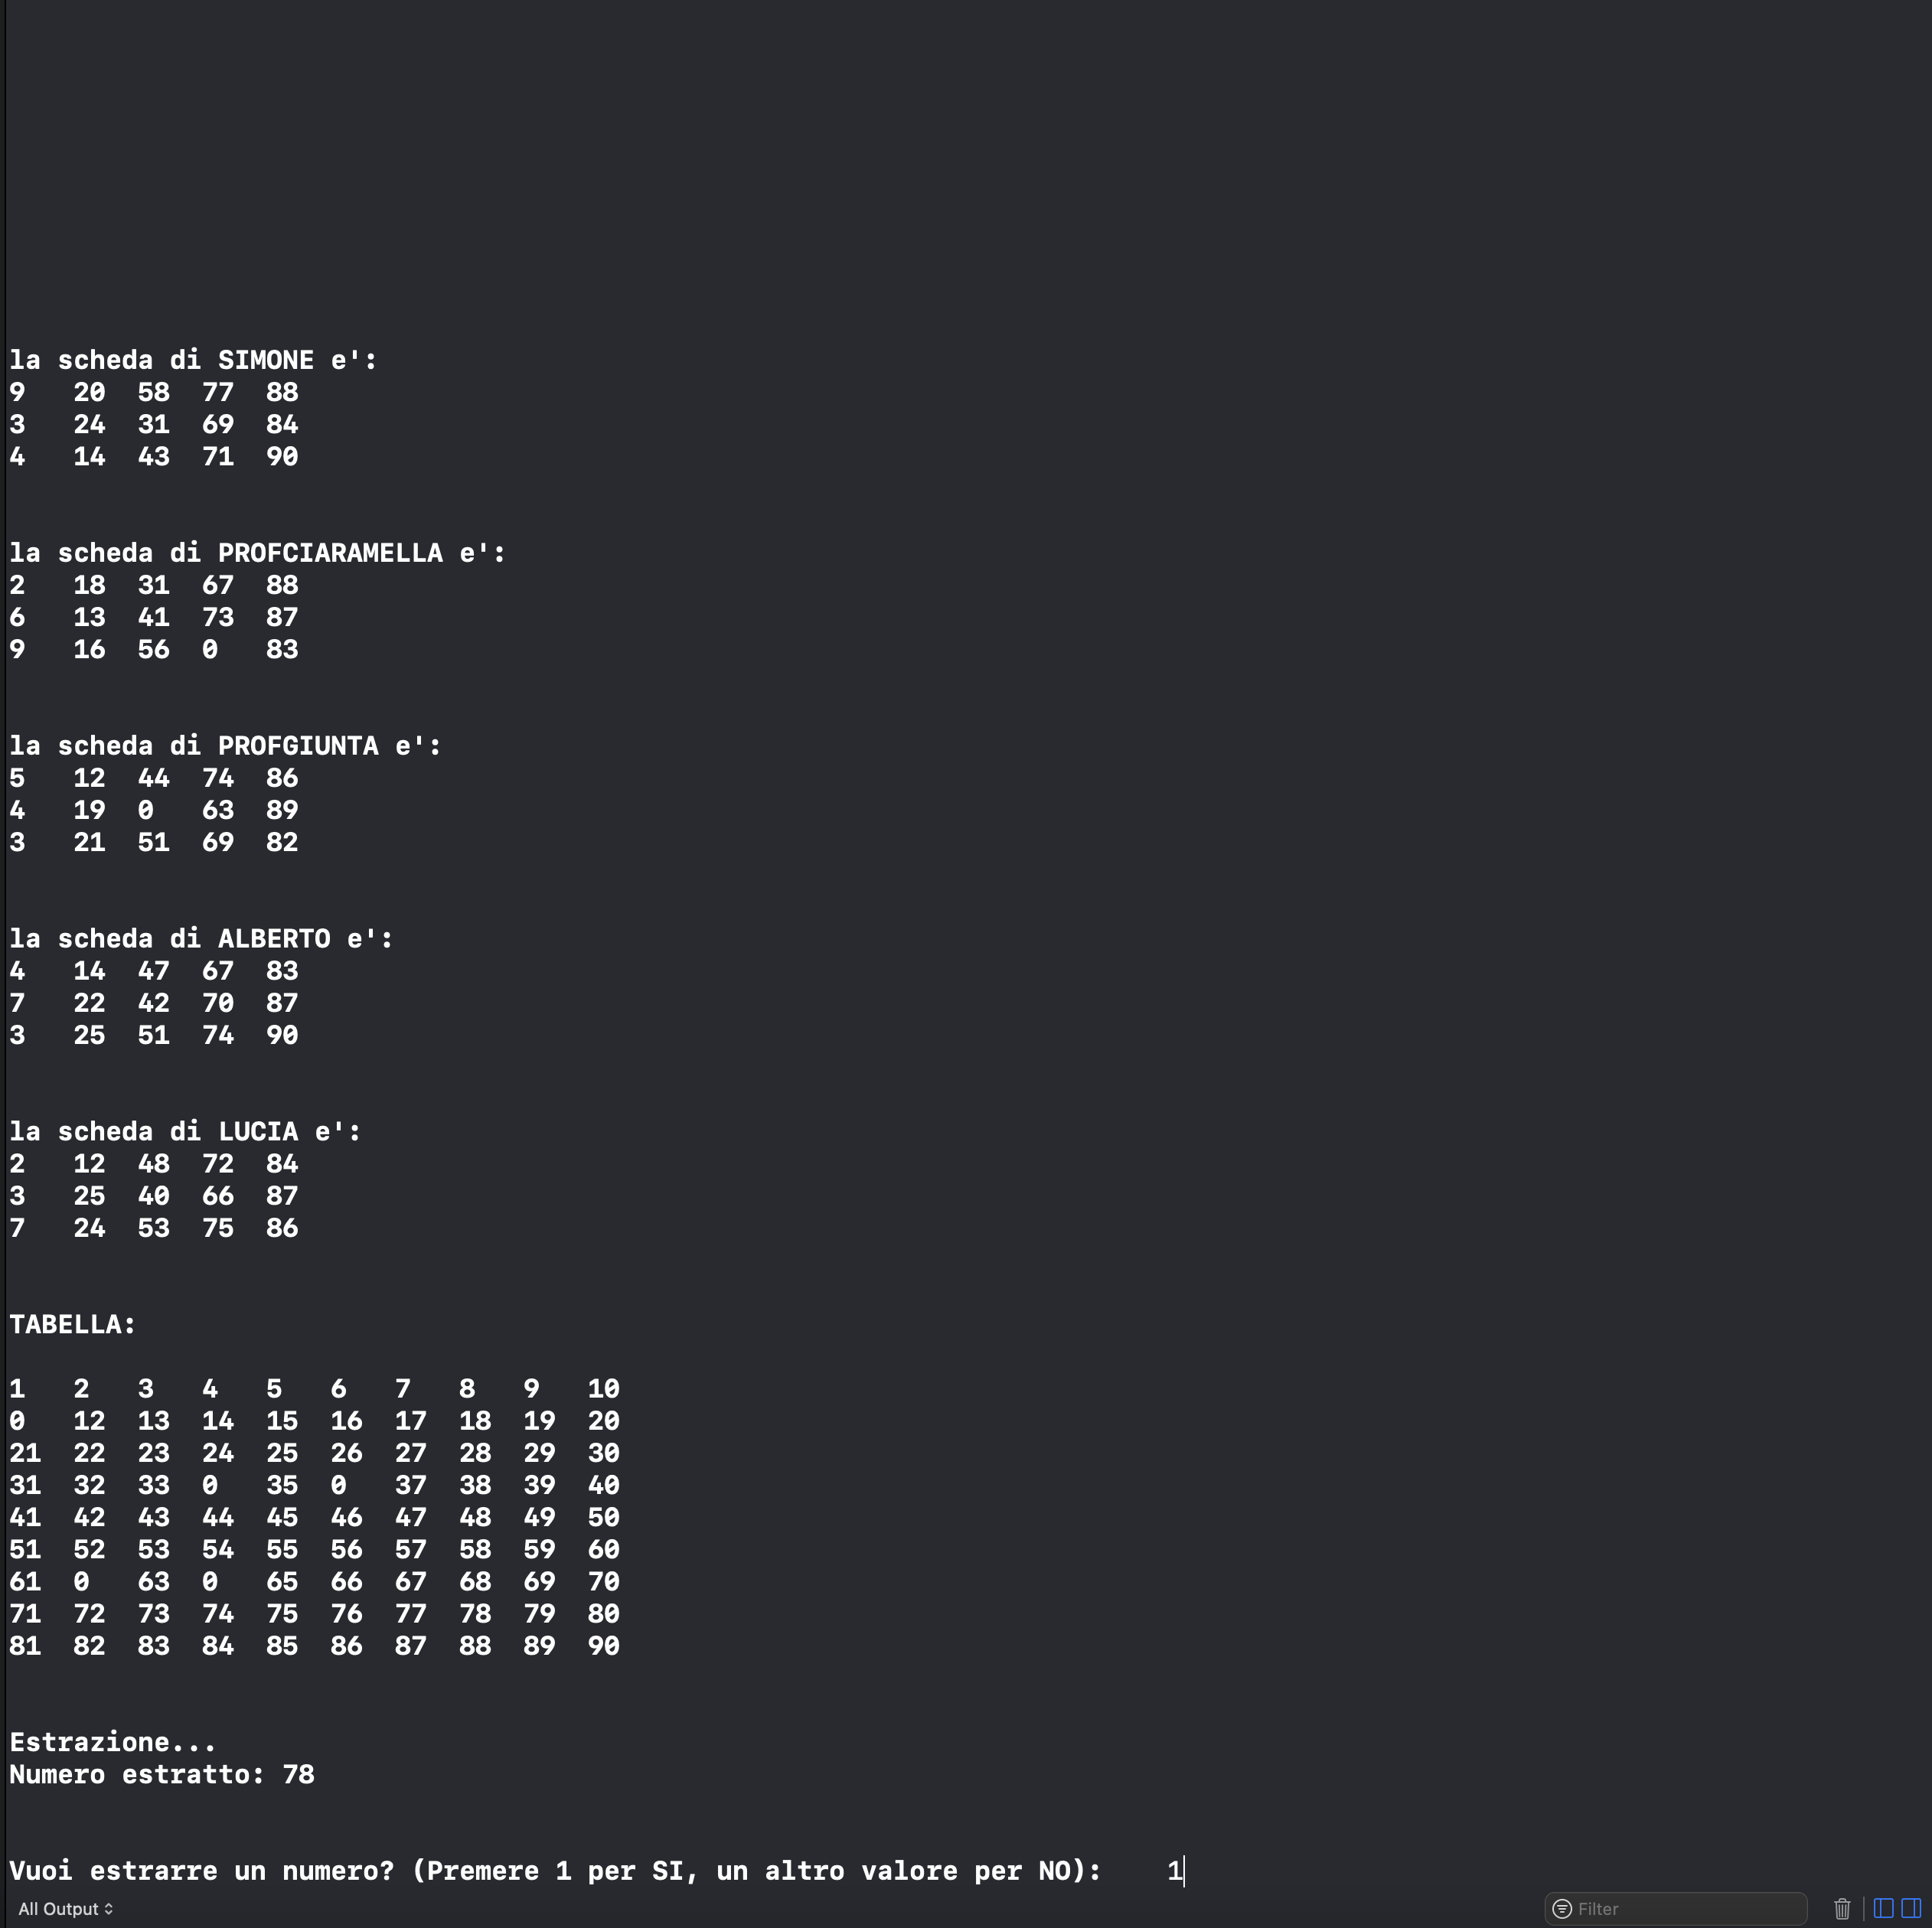 la scheda di SIMONE e':
9 20 58 77 88
3 24 31 69 84
4 14 43 71 90
la scheda di PROFCIARAMELLA e':
2 18 31 67 88
6 13 41 73 87
9 16 56 0 83
la scheda di PROFGIUNTA e':
5 12 44 74 86
4 19 0 63 89
3 21 51 69 82
la scheda di ALBERTO e':
4 14 47 67 83
7 22 42 70 87
3 25 51 74 90
la scheda di LUCIA e':
2 12 48 72 84
3 25 40 66 87
7 24 53 75 86
TABELLA:
1 2 3 4 5 6 7 8 9 10
0 12 13 14 15 16 17 18 19 20
21 22 23 24 25 26 27 28 29 30
31 32 33 0 35 0 37 38 39 40
41 42 43 44 45 46 47 48 49 50
51 52 53 54 55 56 57 58 59 60
61 0 63 0 65 66 67 68 69 70
71 72 73 74 75 76 77 78 79 80
81 82 83 84 85 86 87 88 89 90
Estrazione...
Numero estratto: 78
Vuoi estrarre un numero? (Premere 1 per SI, un altro valore per NO): 1
All Output Filter